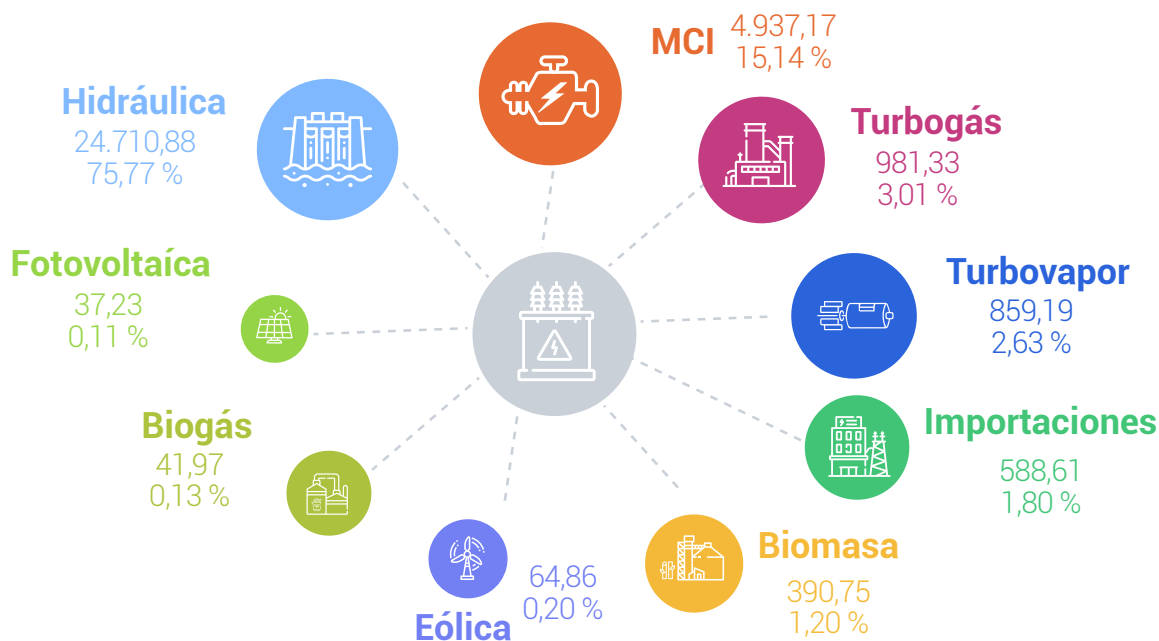 MCI
4.937,17
15,14 %
Hidráulica
24.710,88
75,77 %
Turbogás
981,33
3,01 %
Fotovoltaíca
37,23
0,11 %
Turbovapor
859,19
2,63 %
Biogás
41,97
0,13 %
Importaciones
588,61
1,80 %
Eólica
64,86
0,20 %
Biomasa
390,75
1,20 %